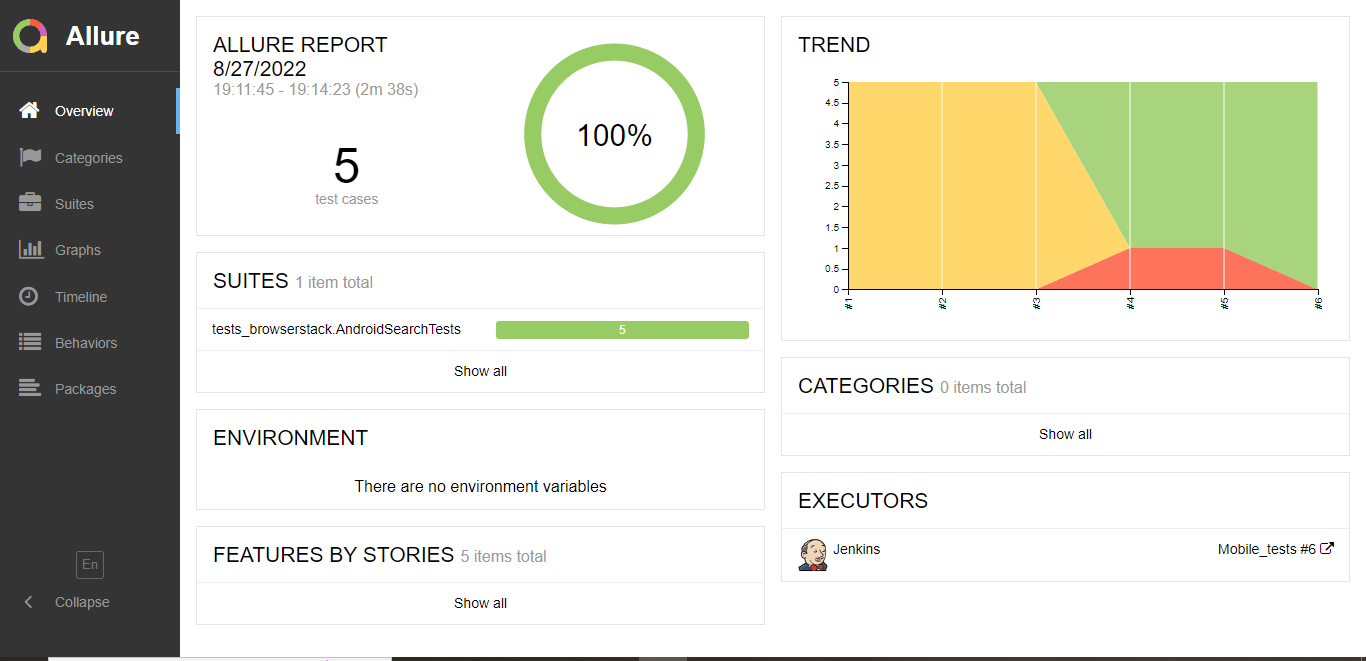 Allure
Overview
Categories
Suites
Graphs
Timeline
Behaviors
Packages
En
Collapse
ALLURE REPORT
8/27/2022
19:11:45 - 19:14:23 (2m 38s)
5
test cases
100%
SUITES 1 item total
tests_browserstack.AndroidSearchTests 5
Show all
ENVIRONMENT
There are no environment variables
FEATURES BY STORIES 5 items total
Show all
TREND
5
4.5
4
3.5
3
2.5
2
1.5
1
0.5
0
#1 #2 #3 #4 #5 #6
CATEGORIES 0 items total
Show all
EXECUTORS
Jenkins Mobile_tests #6